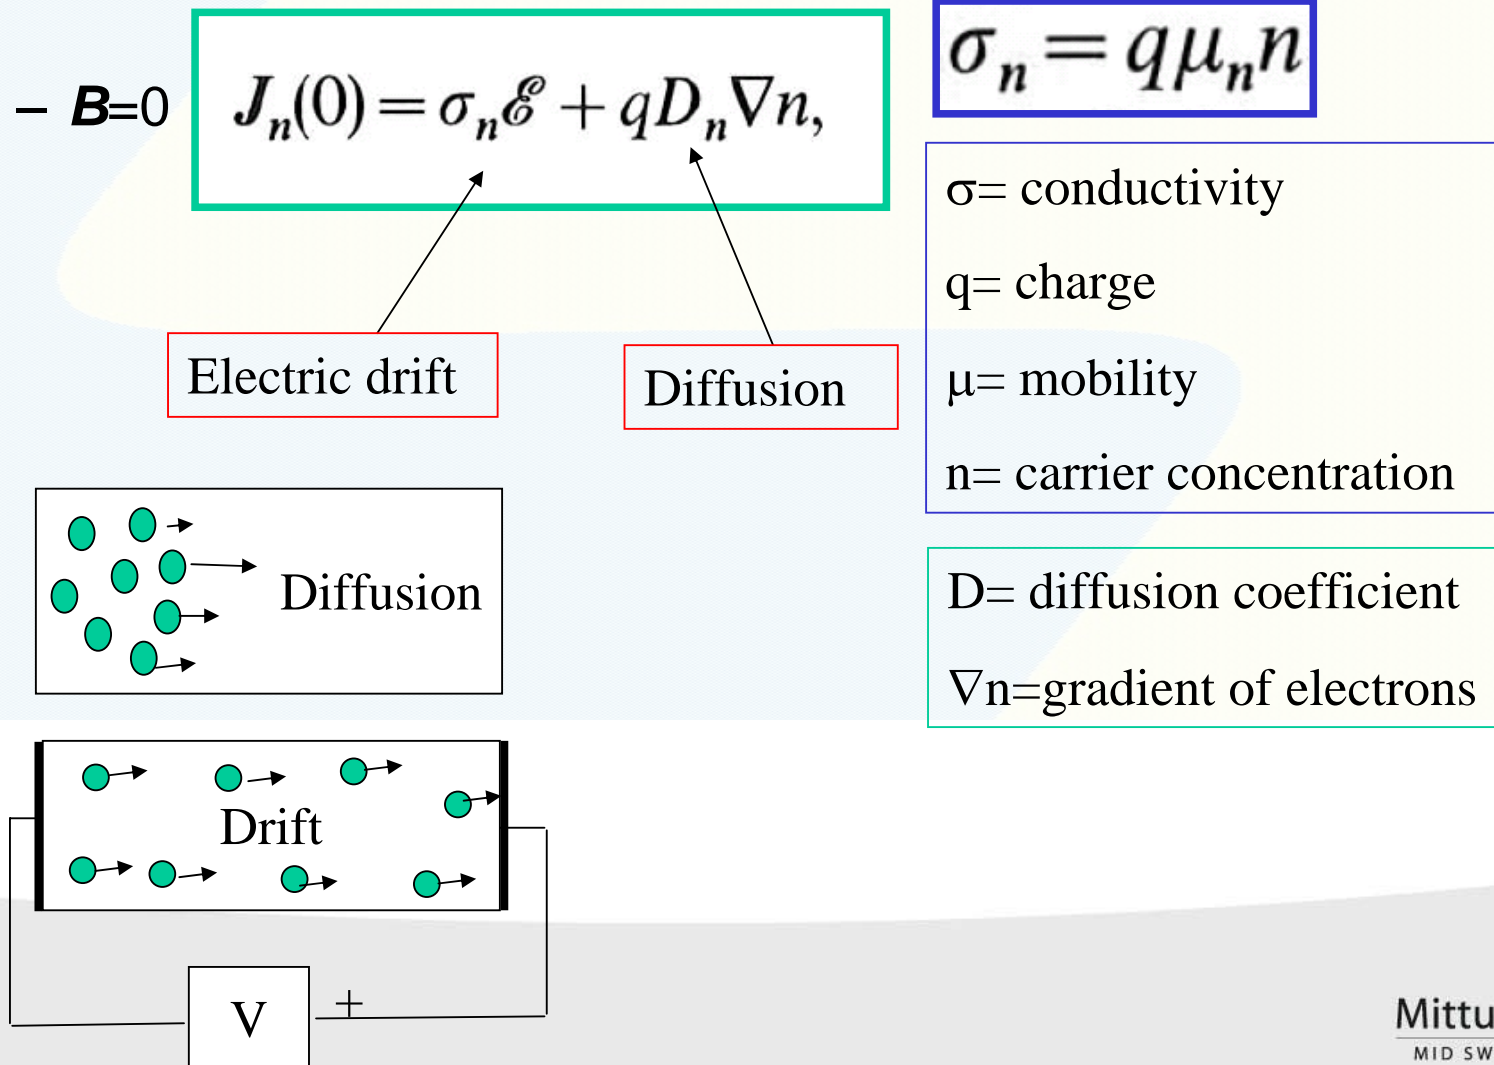 – B=0
Jₙ(0) = σₙℰ + qDₙ∇n,
σₙ = qμₙn
σ= conductivity
q= charge
μ= mobility
n= carrier concentration
Electric drift
Diffusion
D= diffusion coefficient
∇n=gradient of electrons
Diffusion
Drift
V
+
Mittu
MID SW